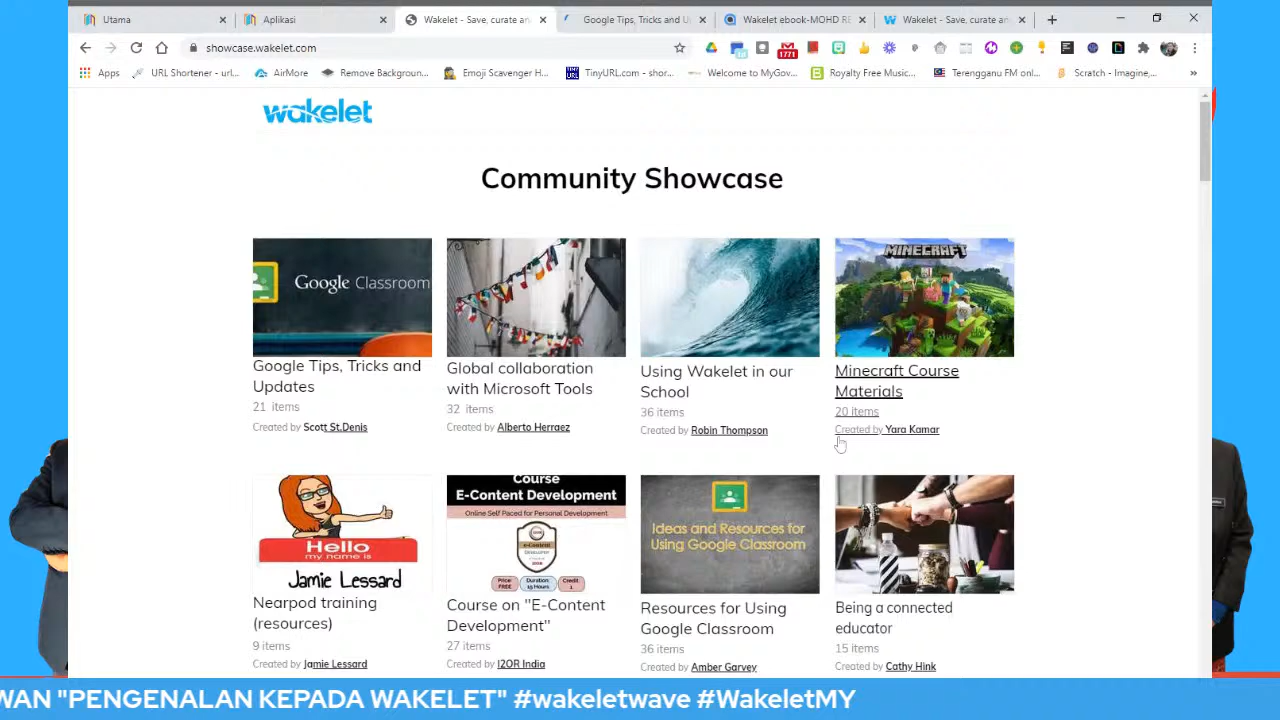 Utama
Aplikasi
Wakelet - Save, curate an
Google Tips, Tricks and U
Wakelet ebook-MOHD R
Wakelet - Save, curate an
showcase.wakelet.com
1771
Apps
URL Shortener - url...
AirMore
Remove Backgroun...
Emoji Scavenger H...
TinyURL.com - shor...
Welcome to MyGov...
Royalty Free Music...
Terengganu FM onl...
Scratch - Imagine,...
wakelet
Community Showcase
Google Classroom
MINECRAFT
Google Tips, Tricks and
Updates
21 items
Created by Scott St.Denis
Global collaboration
with Microsoft Tools
32 items
Created by Alberto Herraez
Using Wakelet in our
School
36 items
Created by Robin Thompson
Minecraft Course
Materials
20 items
Created by Yara Kamar
Hello
my name is
Jamie Lessard
Course
E-Content Development
Online Self Paced for Personal Development
Price:
FREE
Duration:
15 Hours
Credit:
1
Ideas and Resources for
Using Google Classroom
Nearpod training
(resources)
9 items
Created by Jamie Lessard
Course on "E-Content
Development"
27 items
Created by I2OR India
Resources for Using
Google Classroom
36 items
Created by Amber Garvey
Being a connected
educator
15 items
Created by Cathy Hink
WAN "PENGENALAN KEPADA WAKELET" #wakeletwave #WakeletMY